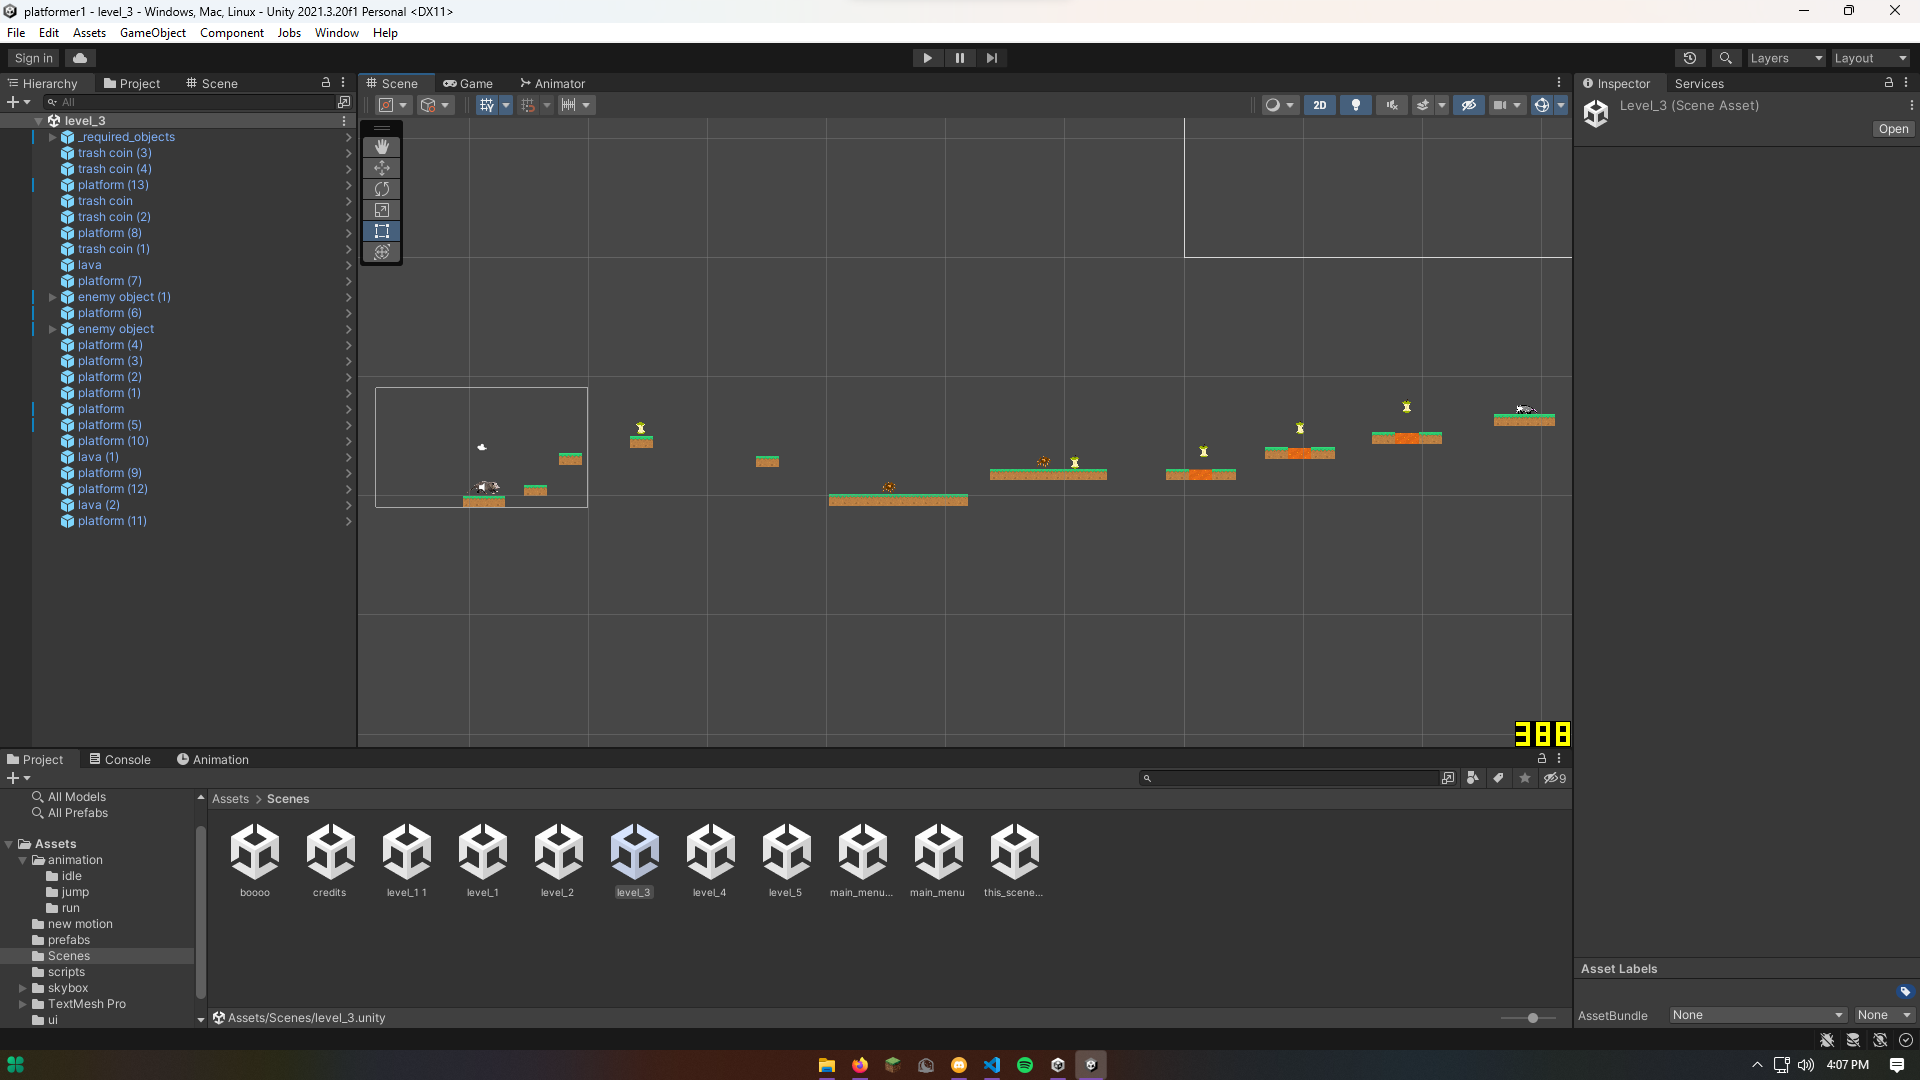 platformer1 - level_3 - Windows, Mac, Linux - Unity 2021.3.20f1 Personal <DX11>
File Edit Assets GameObject Component Jobs Window Help
Sign in
Layers
Layout
Hierarchy Project Scene
Scene Game Animator
Inspector Services
All
2D
Level_3 (Scene Asset)
Open
level_3
_required_objects
trash coin (3)
trash coin (4)
platform (13)
trash coin
trash coin (2)
platform (8)
trash coin (1)
lava
platform (7)
enemy object (1)
platform (6)
enemy object
platform (4)
platform (3)
platform (2)
platform (1)
platform
platform (5)
platform (10)
lava (1)
platform (9)
platform (12)
lava (2)
platform (11)
388
Project Console Animation
9
All Models
All Prefabs
Assets
animation
idle
jump
run
new motion
prefabs
Scenes
scripts
skybox
TextMesh Pro
ui
Assets > Scenes
boooo credits level_1 1 level_1 level_2 level_3 level_4 level_5 main_menu... main_menu this_scene...
Assets/Scenes/level_3.unity
Asset Labels
AssetBundle None None
4:07 PM